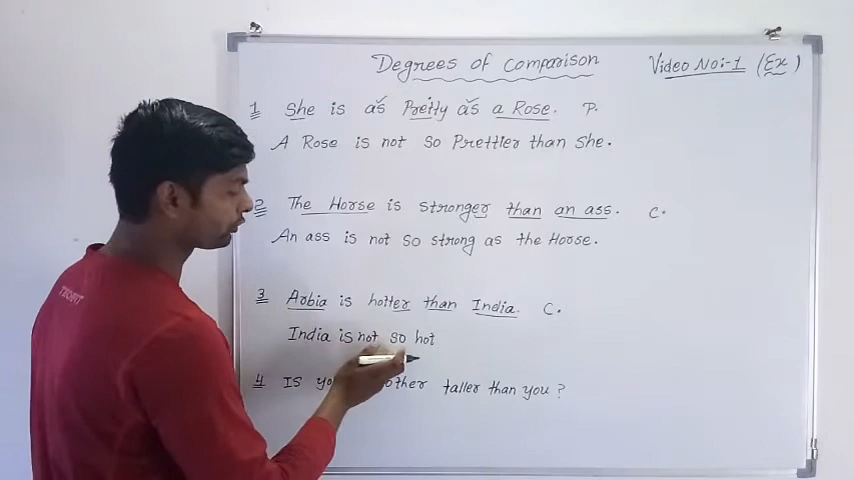 Degrees of comparison
Video No:-1 (Ex)
1 She is as Pretty as a Rose. P.
A Rose is not so Prettier than she.
2 The Horse is stronger than an ass. C.
An ass is not so strong as the Horse.
3 Arbia is hotter than India. C.
India is not so hot
4 Is taller than you ?